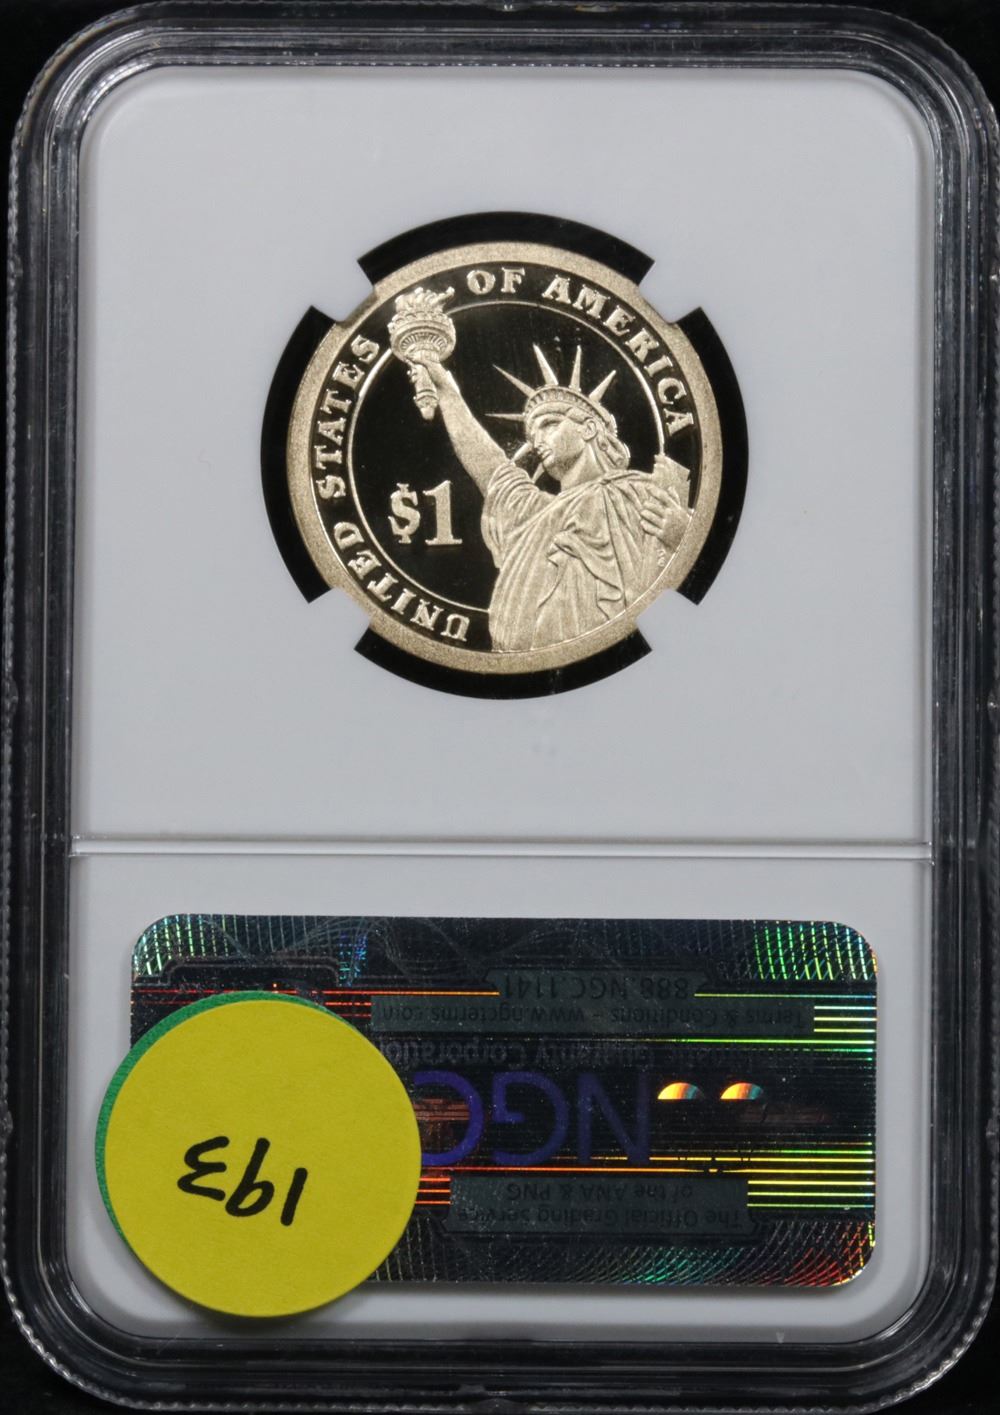 UNITED STATES OF AMERICA
$1
193
The Official Grading Service
of the ANA & PNG
NGC
Corporation
Terms & Conditions - www.ngcterms.com
888.NGC.1141